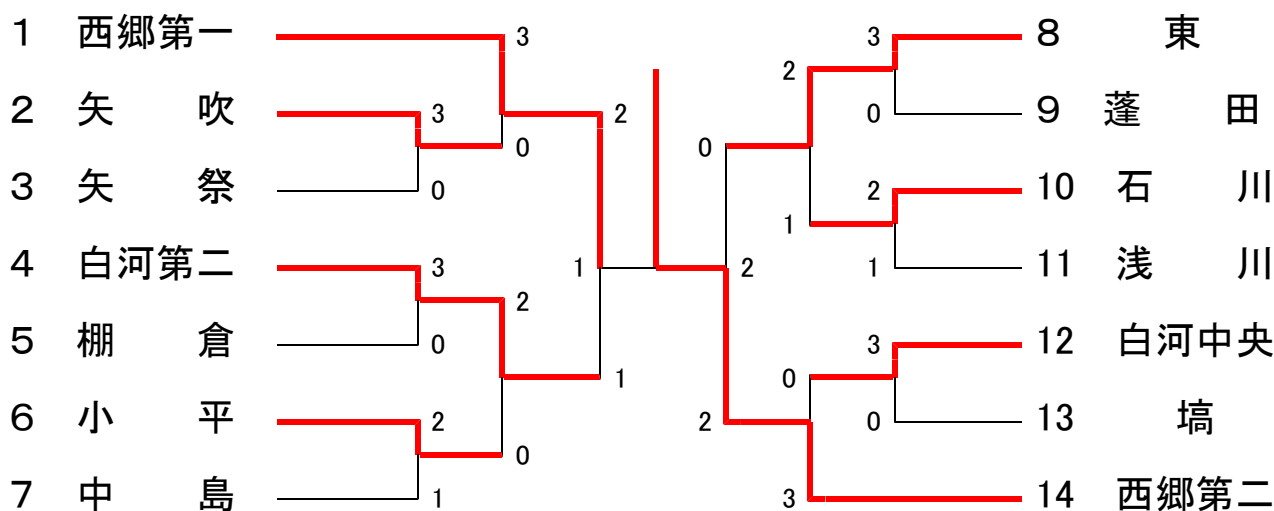 1 西郷第一 3 3 8 東
2
2 矢吹 3 2 0 9 蓬田
0 0
3 矢祭 0 2 10 石川
1
4 白河第二 3 1 2 1 11 浅川
2
5 棚倉 0 3 12 白河中央
1 0
6 小平 2 2 0 13 塙
0
7 中島 1 3 14 西郷第二